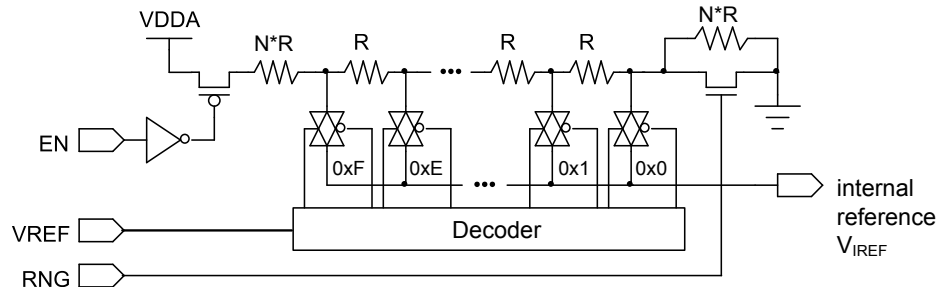 VDDA
N*R
R
R
R
N*R
EN
0xF
0xE
...
0x1
0x0
internal
reference
VIREF
VREF
Decoder
RNG